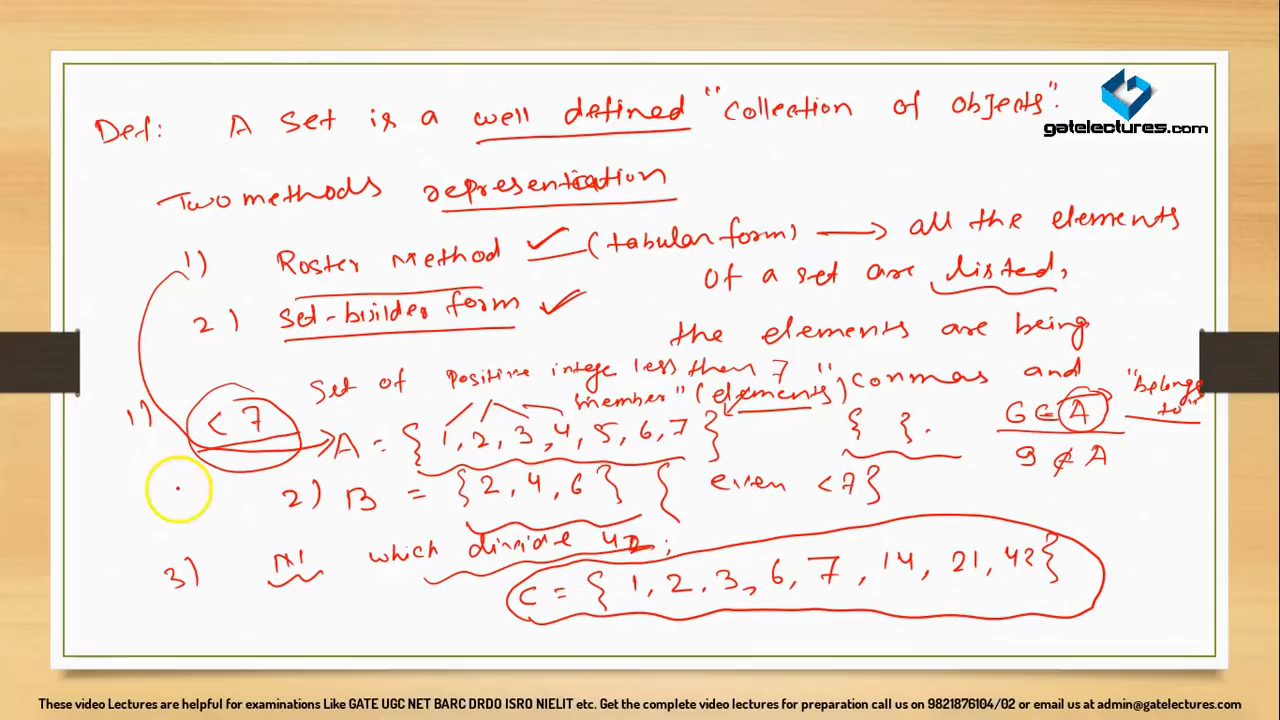 Def: A set is a well defined "collection of objects".
gatelectures.com
Two methods representication
1) Roster Method ✓ (tabular form) → all the elements
of a set are listed,
2) set-builder form ✓
the elements are being
set of positive intege less then 7 " commas and
member" (elements) { }. 6 ∈ A "belongs to"
1) < 7 → A = { 1, 2, 3, 4, 5, 6, 7 }
9 ∉ A
2) B = { 2, 4, 6 } { even < 7 }
3) which divide 42 ;
C = { 1, 2, 3, 6, 7, 14, 21, 42 }
These video Lectures are helpful for examinations Like GATE UGC NET BARC DRDO ISRO NIELIT etc. Get the complete video lectures for preparation call us on 9821876104/02 or email us at admin@gatelectures.com